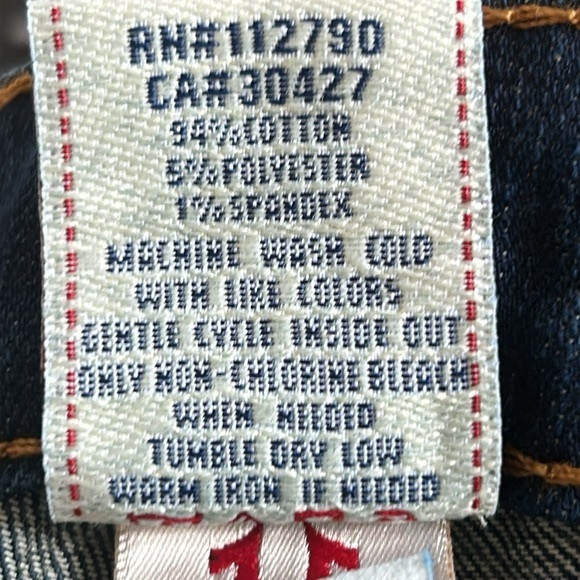 RN#112790
CA#30427
94%COTTON
5%POLYESTER
1%SPANDEX
MACHINE WASH COLD
WITH LIKE COLORS
GENTLE CYCLE INSIDE OUT
ONLY NON-CHLORINE BLEACH
WHEN NEEDED
TUMBLE DRY LOW
WARM IRON IF NEEDED